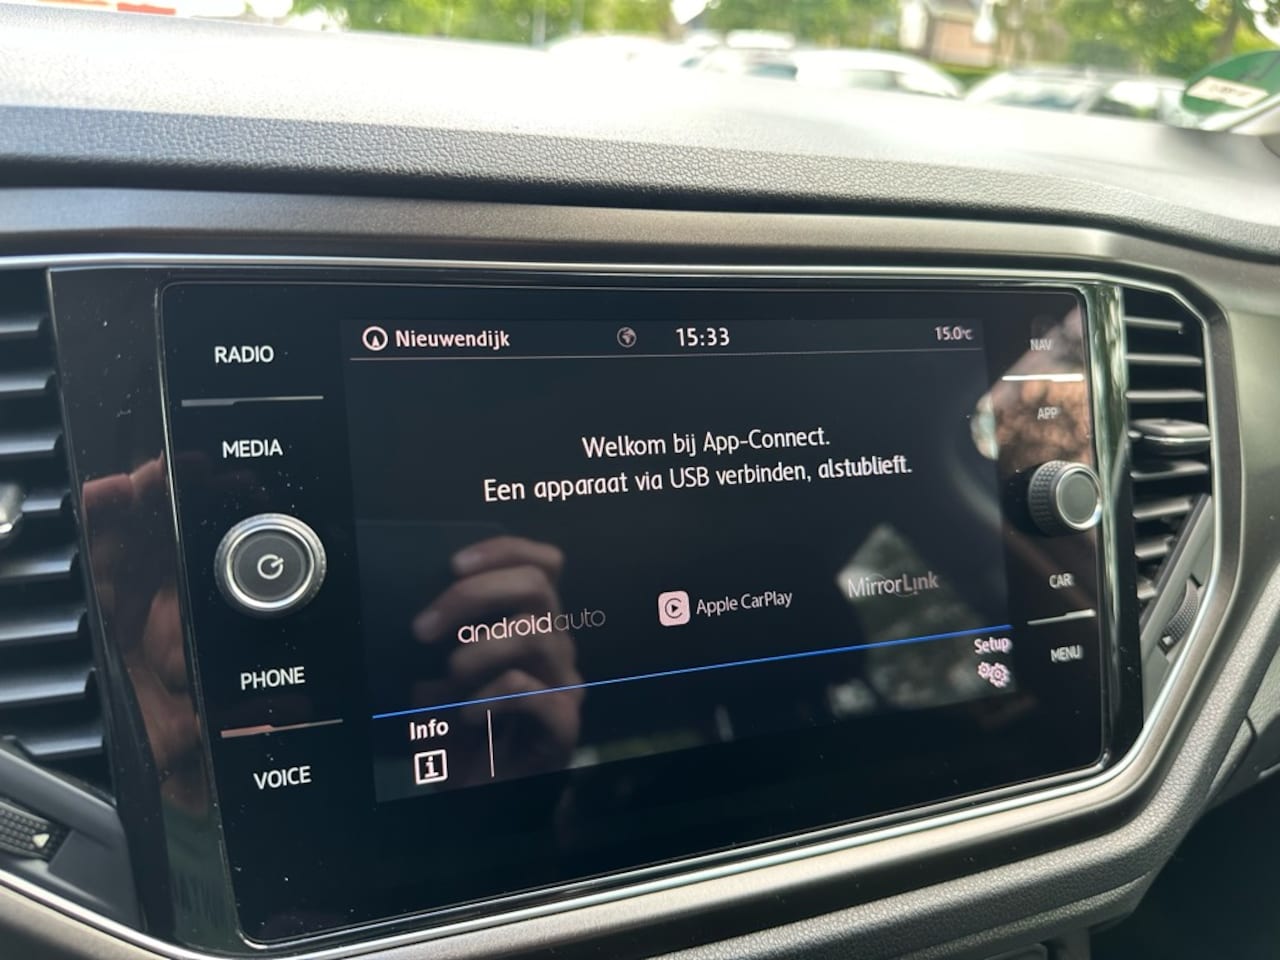 Nieuwendijk 15:33 15.0°C
RADIO
MEDIA
PHONE
VOICE
Welkom bij App-Connect.
Een apparaat via USB verbinden, alstublieft.
androidauto Apple CarPlay MirrorLink
Setup
Info
i
NAV
APP
CAR
MENU